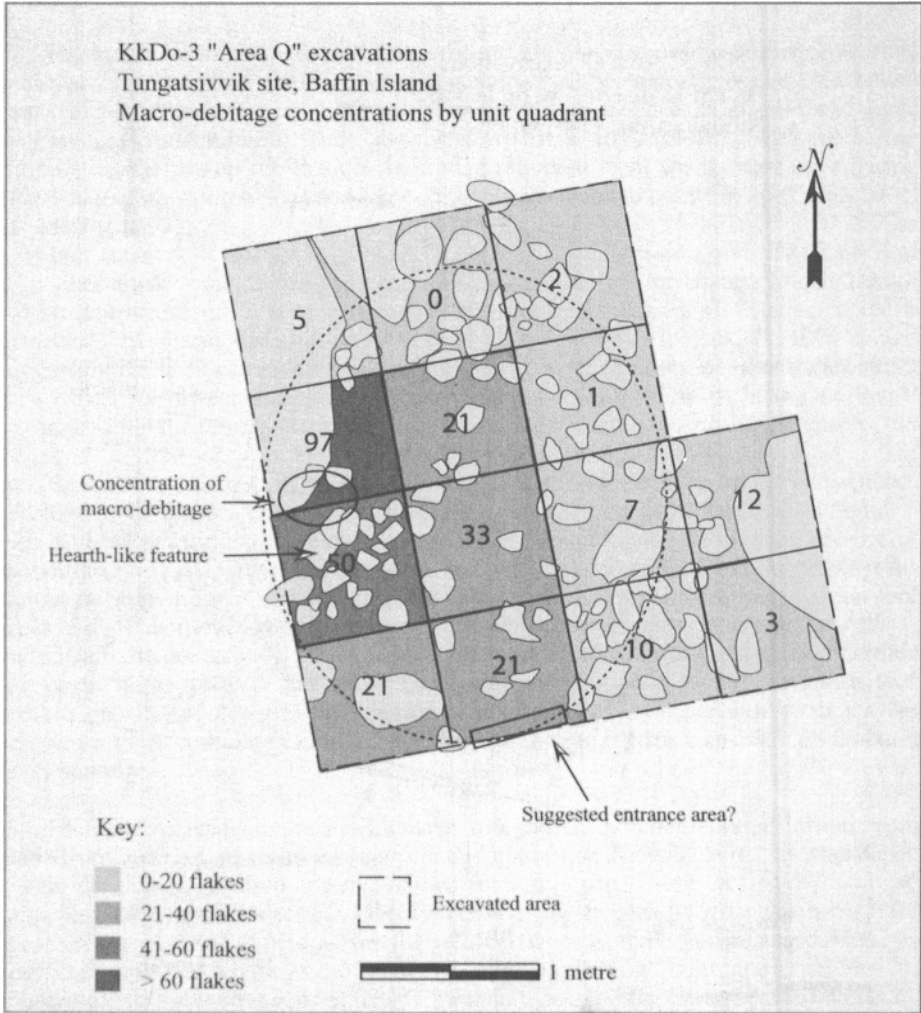 KkDo-3 "Area Q" excavations
Tungatsivvik site, Baffin Island
Macro-debitage concentrations by unit quadrant
N
5
0
2
97
21
1
Concentration of
macro-debitage
12
7
33
Hearth-like feature
50
3
10
21
21
Suggested entrance area?
Key:
0-20 flakes
21-40 flakes
41-60 flakes
> 60 flakes
Excavated area
1 metre